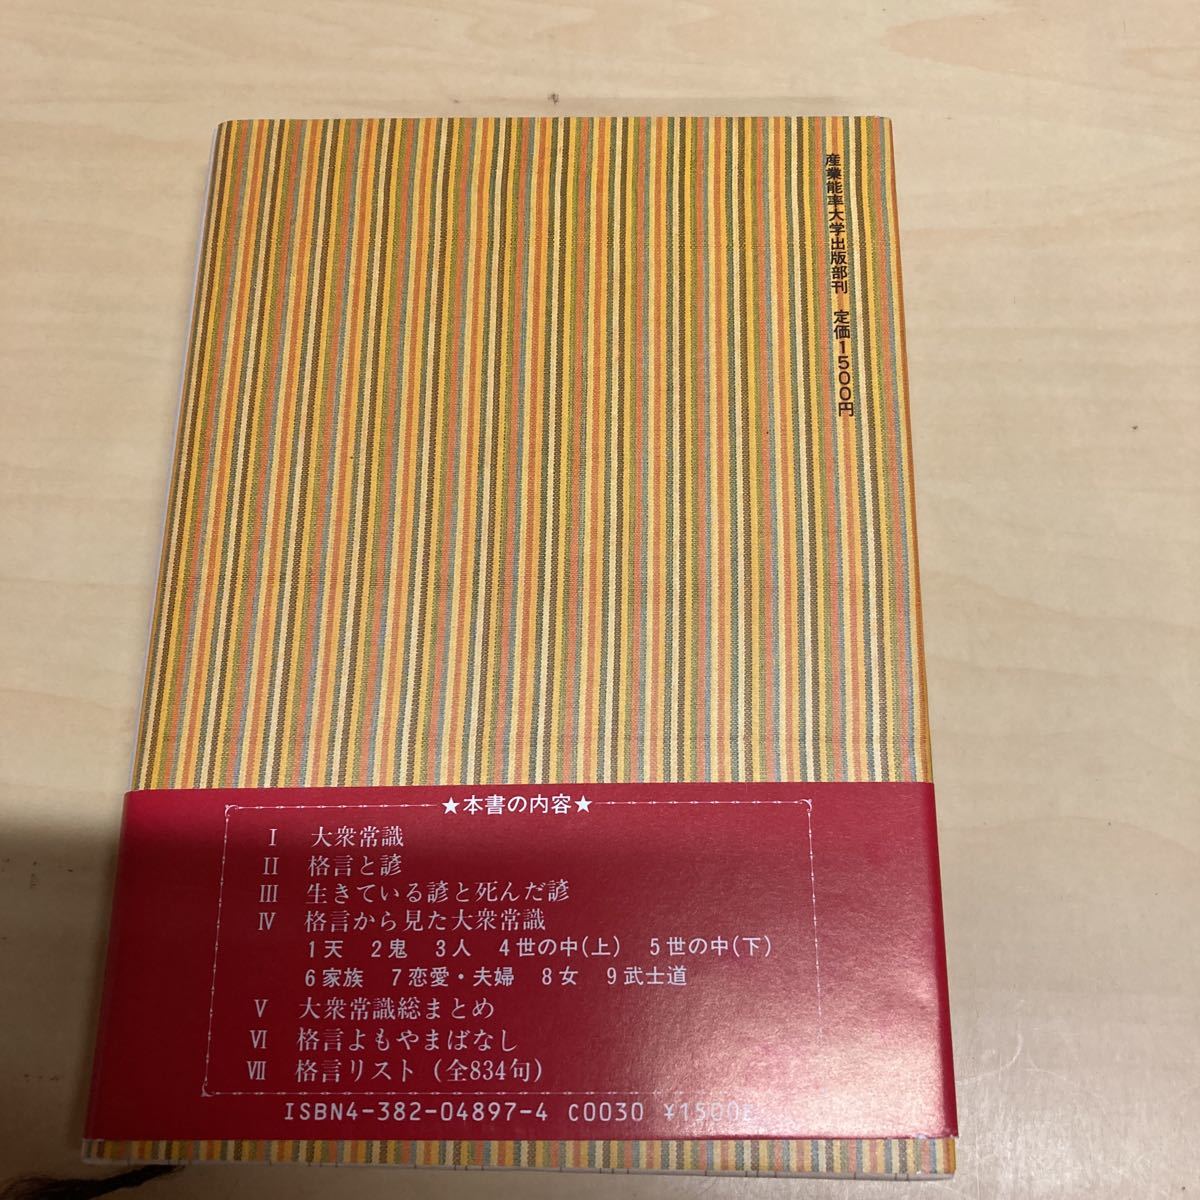 産業能率大学出版部刊 定価1500円
★本書の内容★
Ⅰ 大衆常識
Ⅱ 格言と諺
Ⅲ 生きている諺と死んだ諺
Ⅳ 格言から見た大衆常識
1天 2鬼 3人 4世の中(上) 5世の中(下)
6家族 7恋愛・夫婦 8女 9武士道
Ⅴ 大衆常識総まとめ
Ⅵ 格言よもやまばなし
Ⅶ 格言リスト(全834句)
ISBN4-382-04897-4 C0030 ¥1500E